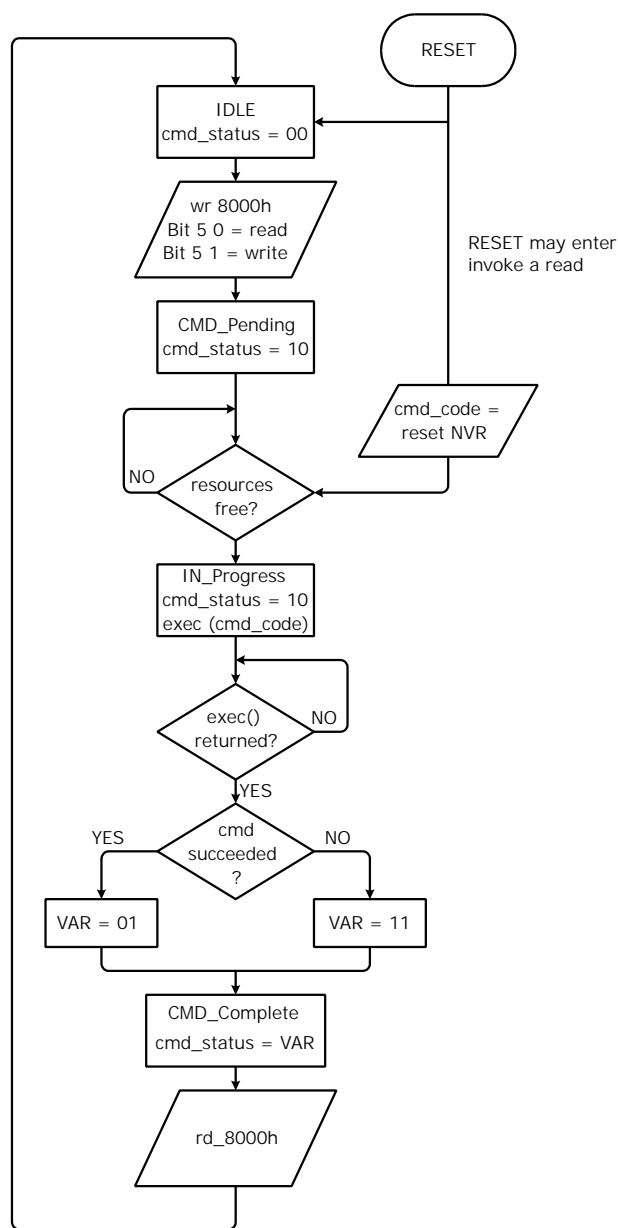 RESET
IDLE
cmd_status = 00
wr 8000h
Bit 5 0 = read
Bit 5 1 = write
RESET may enter
invoke a read
CMD_Pending
cmd_status = 10
cmd_code =
reset NVR
NO
resources
free?
IN_Progress
cmd_status = 10
exec (cmd_code)
exec()
returned?
NO
YES
YES
cmd
succeeded
?
NO
VAR = 01
VAR = 11
CMD_Complete
cmd_status = VAR
rd_8000h